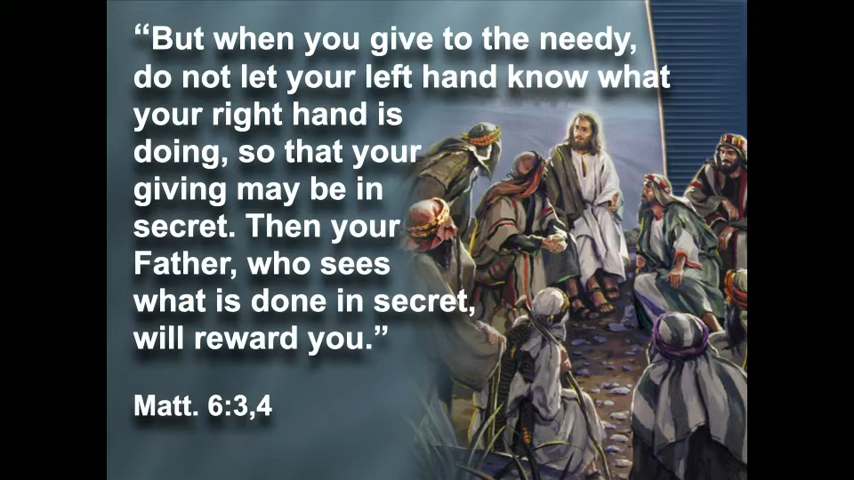 “But when you give to the needy,
do not let your left hand know what
your right hand is
doing, so that your
giving may be in
secret. Then your
Father, who sees
what is done in secret,
will reward you.”
Matt. 6:3,4